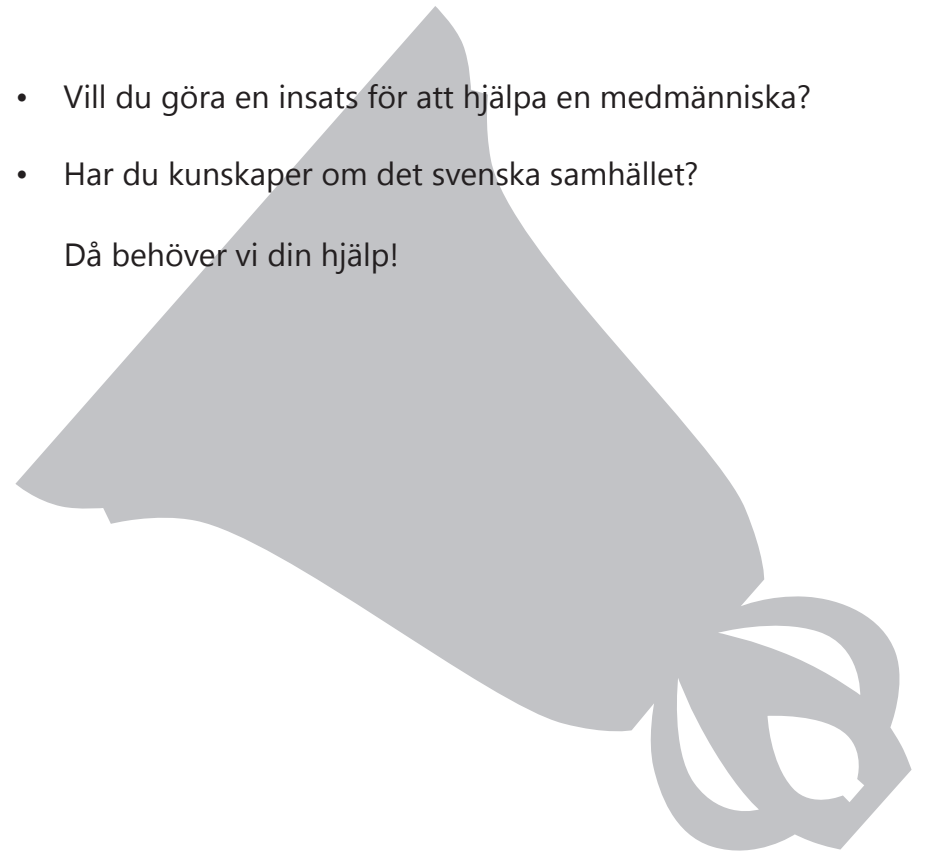 • Vill du göra en insats för att hjälpa en medmänniska?
• Har du kunskaper om det svenska samhället?
Då behöver vi din hjälp!